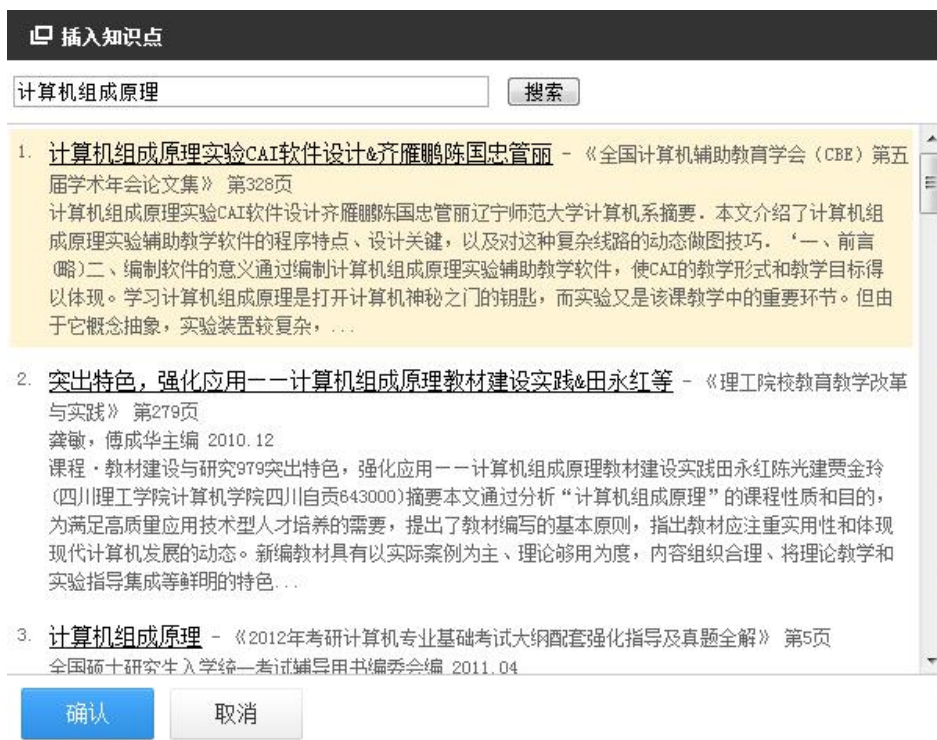 插入知识点
计算机组成原理
搜索
1. 计算机组成原理实验CAI软件设计&齐雁鹏陈国忠管丽 - 《全国计算机辅助教育学会（CBE）第五
届学术年会论文集》 第328页
计算机组成原理实验CAI软件设计齐雁鹏陈国忠管丽辽宁师范大学计算机系摘要．本文介绍了计算机组
成原理实验辅助教学软件的程序特点、设计关键，以及对这种复杂线路的动态做图技巧．‘一、前言
(略)二、编制软件的意义通过编制计算机组成原理实验辅助教学软件，使CAI的教学形式和教学目标得
以体现。学习计算机组成原理是打开计算机神秘之门的钥匙，而实验又是该课教学中的重要环节。但由
于它概念抽象，实验装置较复杂，...
2. 突出特色，强化应用——计算机组成原理教材建设实践&田永红等 - 《理工院校教育教学改革
与实践》 第279页
龚敏，傅成华主编 2010.12
课程·教材建设与研究979突出特色，强化应用——计算机组成原理教材建设实践田永红陈光建贾金玲
(四川理工学院计算机学院四川自贡643000)摘要本文通过分析“计算机组成原理”的课程性质和目的，
为满足高质量应用技术型人才培养的需要，提出了教材编写的基本原则，指出教材应注重实用性和体现
现代计算机发展的动态。新编教材具有以实际案例为主、理论够用为度，内容组织合理、将理论教学和
实验指导集成等鲜明的特色...
3. 计算机组成原理 - 《2012年考研计算机专业基础考试大纲配套强化指导及真题全解》 第5页
全国硕士研究生入学统一考试辅导用书编委会编 2011.04
确认
取消